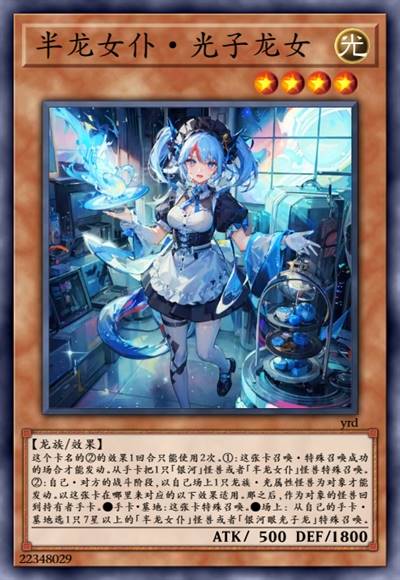 半龙女仆·光子龙女
光
yrd
【龙族/效果】
这个卡名的②的效果1回合只能使用2次。①:这张卡召唤·特殊召唤成功
的场合才能发动。从手卡把1只「银河」怪兽或者「半龙女仆」怪兽特殊召唤。
②:自己·对方的战斗阶段,以自己场上1只龙族·光属性怪兽为对象才能
发动。以这张卡在哪里来对应的以下效果适用。那之后,作为对象的怪兽回
到持有者手卡。●手卡·墓地:这张卡特殊召唤。●场上:从自己的手卡·
墓地选1只7星以上的「半龙女仆」怪兽或者「银河眼光子龙」特殊召唤。
ATK/ 500 DEF/1800
22348029